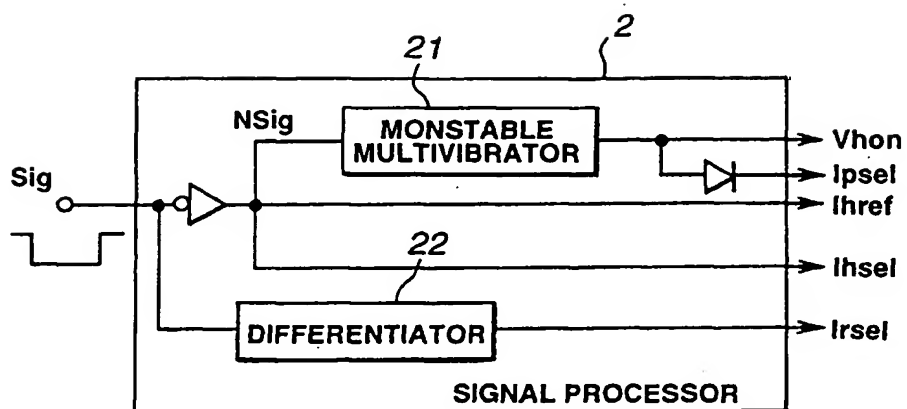 2
21
NSig
MONSTABLE
MULTIVIBRATOR
Vhon
Sig
Ipsel
Ihref
22
Ihsel
DIFFERENTIATOR
Irsel
SIGNAL PROCESSOR